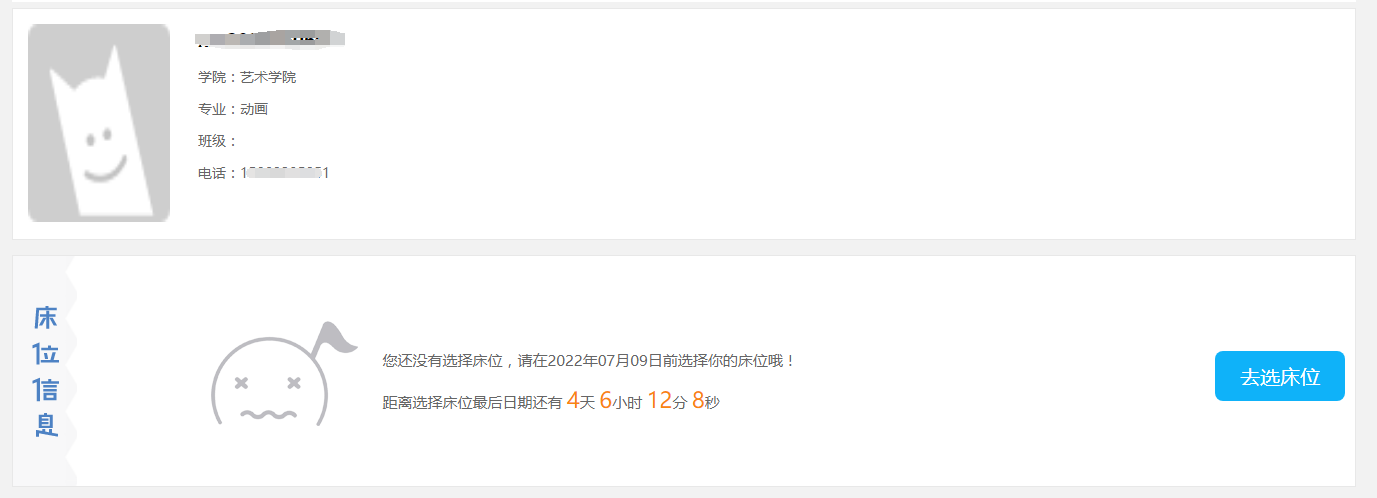 学院：艺术学院
专业：动画
班级：
电话：1
床位信息
您还没有选择床位，请在2022年07月09日前选择你的床位哦！
距离选择床位最后日期还有 4天 6小时 12分 8秒
去选床位